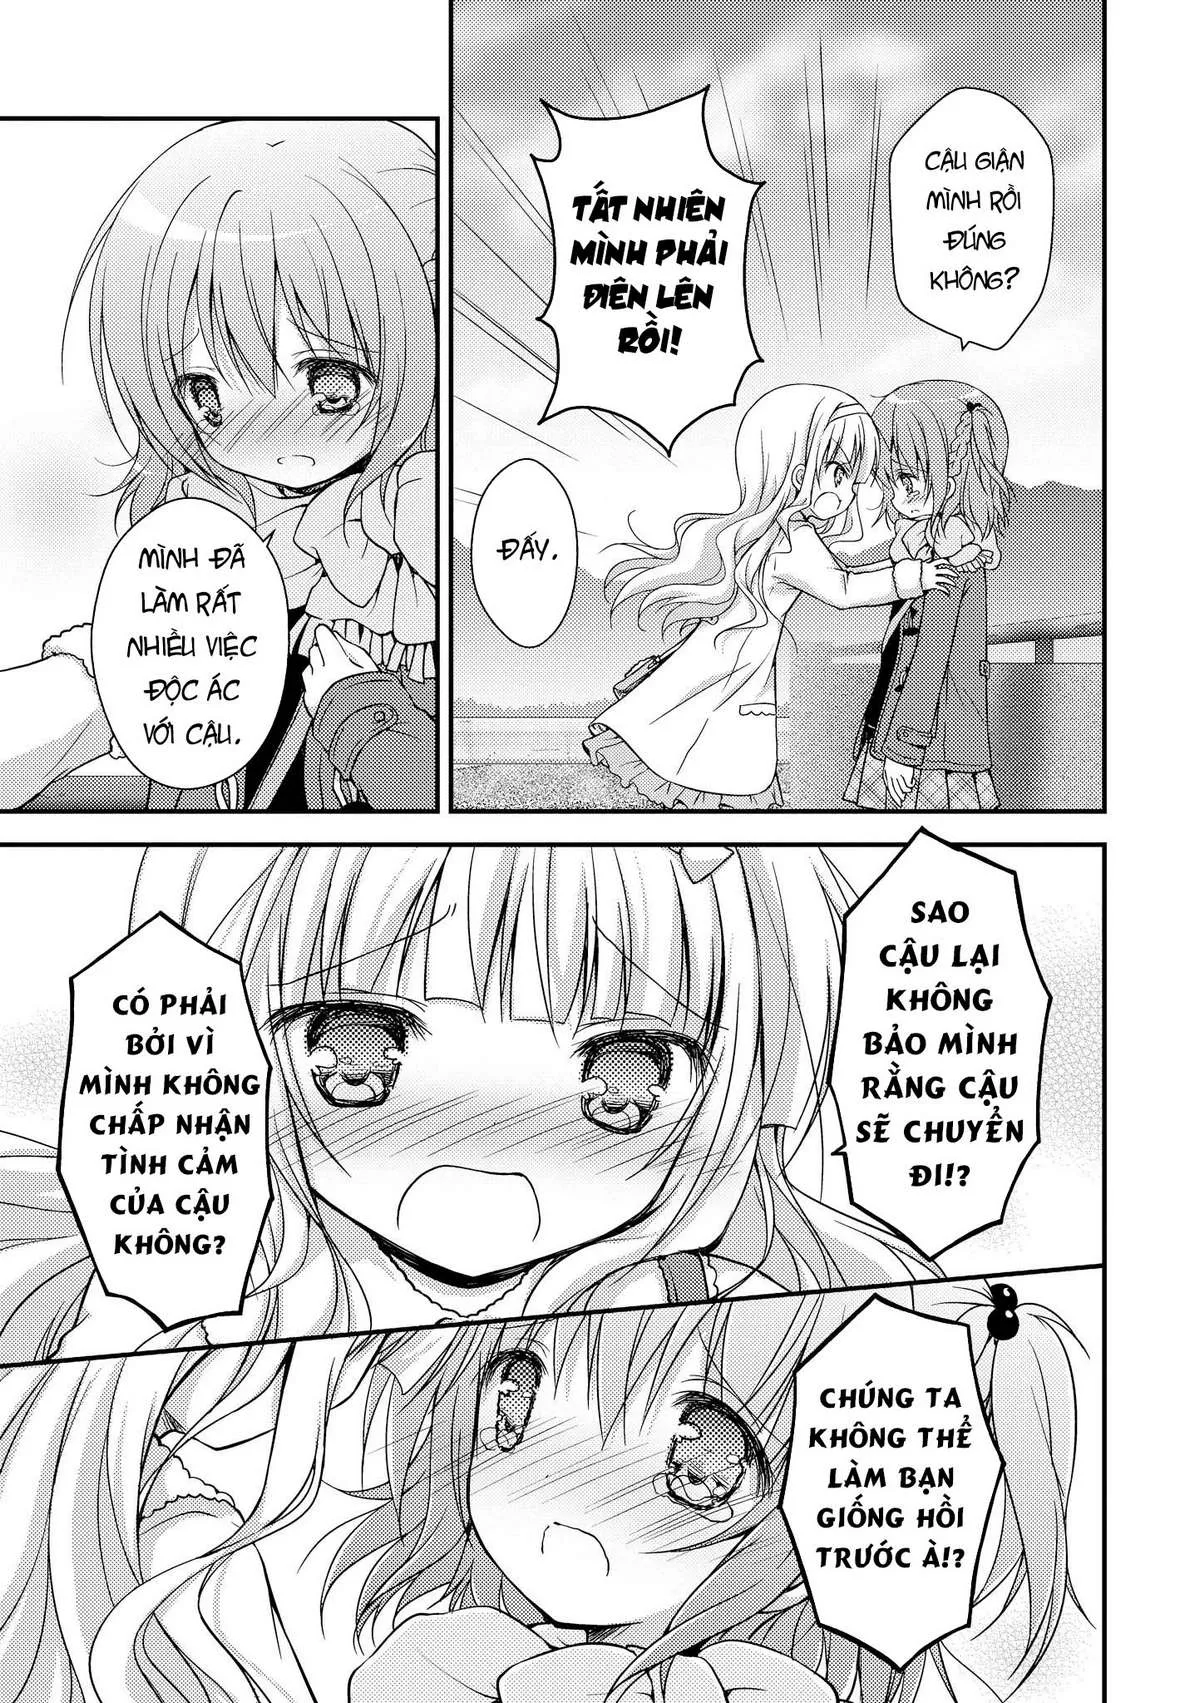 CẬU GIẬN
MÌNH RỒI
ĐÚNG
KHÔNG?
TẤT NHIÊN
MÌNH PHẢI
ĐIÊN LÊN
RỒI!
ĐẤY.
MÌNH ĐÃ
LÀM RẤT
NHIỀU VIỆC
ĐỘC ÁC
VỚI CẬU.
SAO
CẬU LẠI
KHÔNG
BẢO MÌNH
RẰNG CẬU
SẼ CHUYỂN
ĐI!?
CÓ PHẢI
BỞI VÌ
MÌNH KHÔNG
CHẤP NHẬN
TÌNH CẢM
CỦA CẬU
KHÔNG?
CHÚNG TA
KHÔNG THỂ
LÀM BẠN
GIỐNG HỒI
TRƯỚC À!?